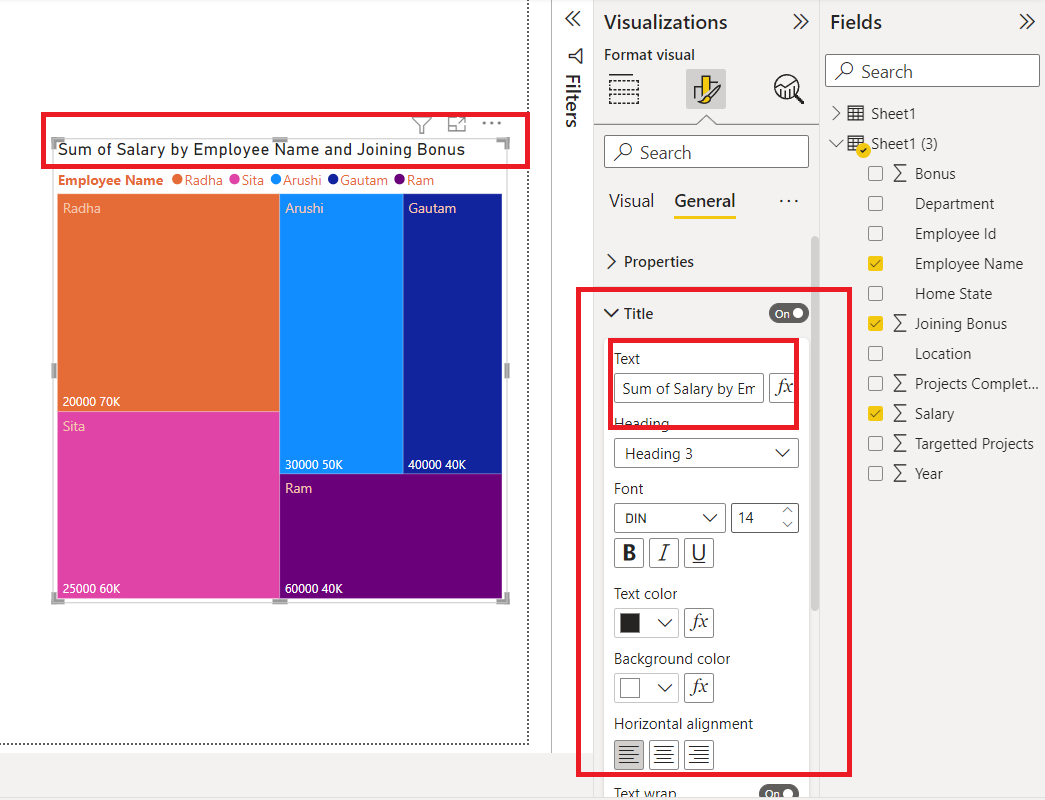 Sum of Salary by Employee Name and Joining Bonus
Employee Name Radha Sita Arushi Gautam Ram
Radha
20000 70K
Sita
25000 60K
Arushi
30000 50K
Gautam
40000 40K
Ram
60000 40K
Filters
Visualizations
Format visual
Search
Visual General ...
Properties
Title On
Text
Sum of Salary by Em fx
Heading
Heading 3
Font
DIN 14
B I U
Text color
fx
Background color
fx
Horizontal alignment
Text wrap On
Fields
Search
Sheet1
Sheet1 (3)
Σ Bonus
Department
Employee Id
Employee Name
Home State
Σ Joining Bonus
Location
Σ Projects Complet...
Σ Salary
Σ Targetted Projects
Σ Year